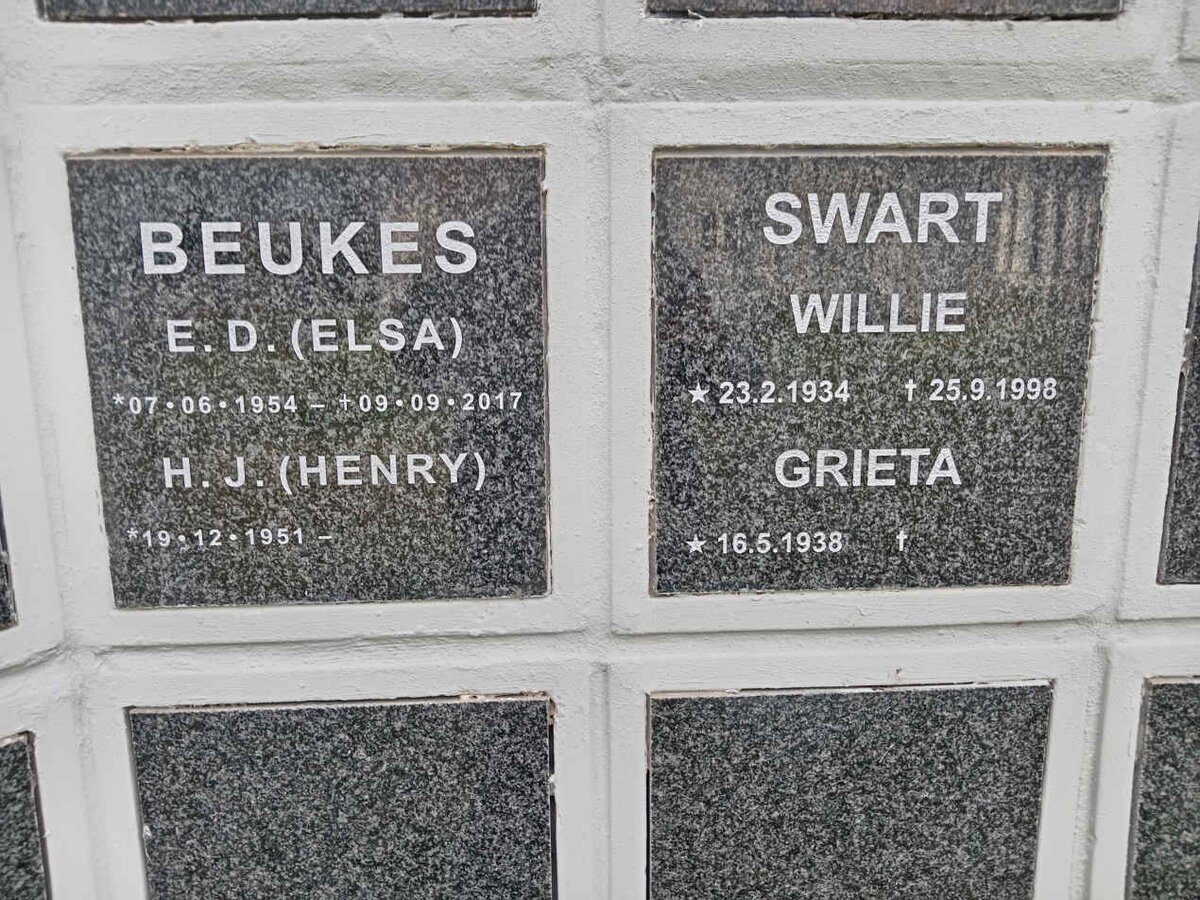 BEUKES
E. D. (ELSA)
*07•06•1954 – †09•09•2017
H. J. (HENRY)
*19•12•1951 –
SWART
WILLIE
★ 23.2.1934 † 25.9.1998
GRIETA
★ 16.5.1938 †